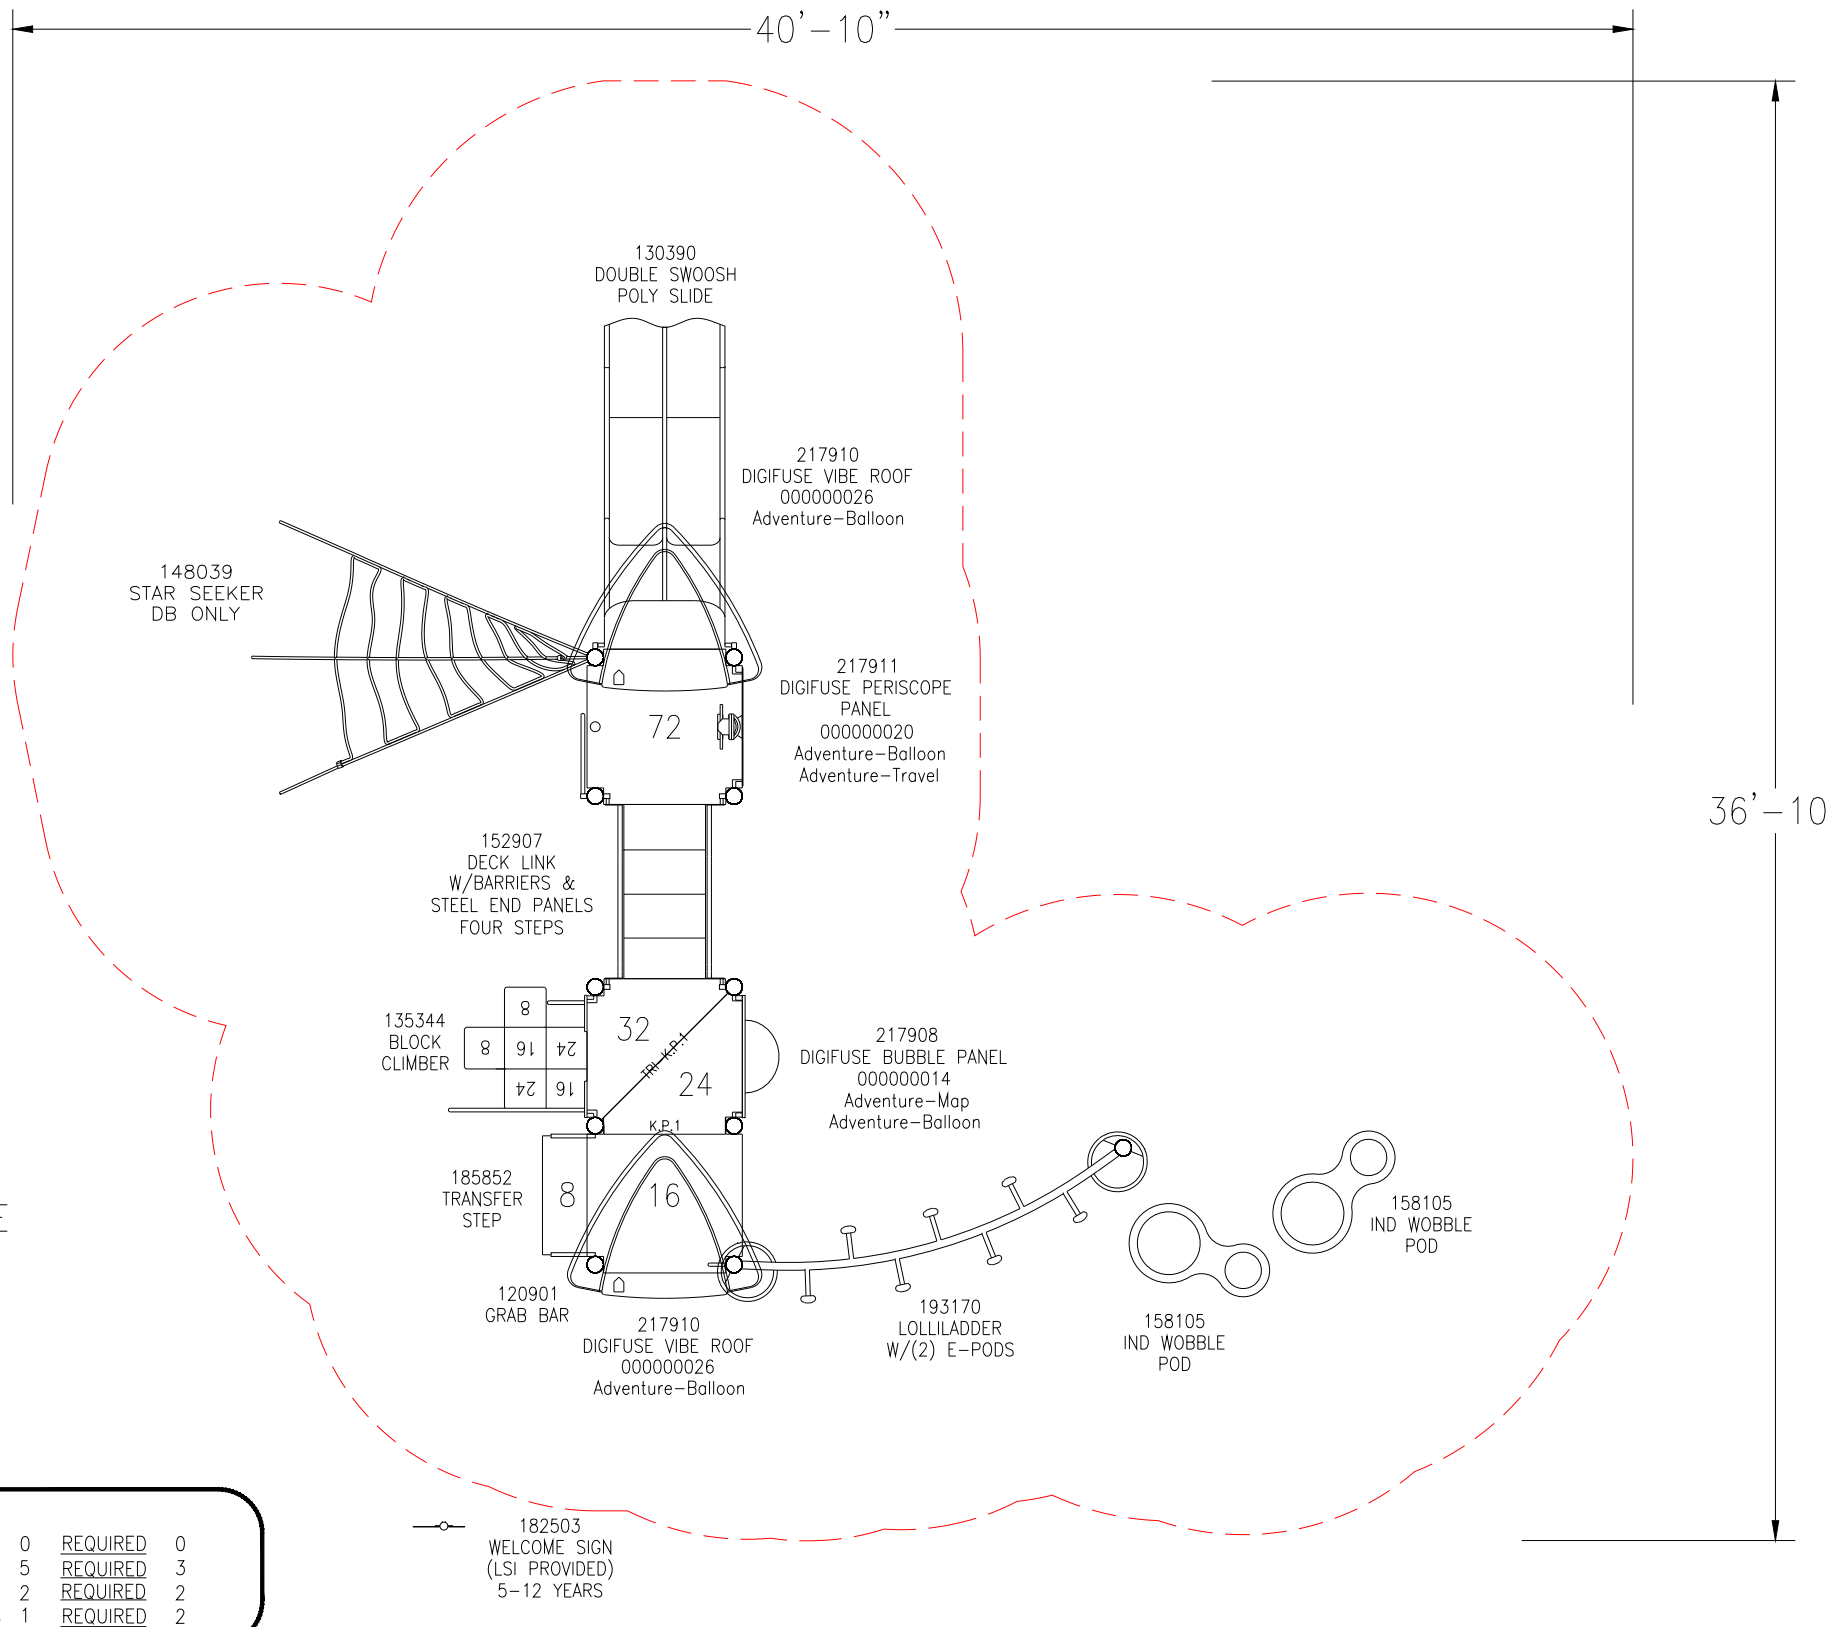 40'-10"
130390
DOUBLE SWOOSH
POLY SLIDE
217910
DIGIFUSE VIBE ROOF
000000026
Adventure-Balloon
148039
STAR SEEKER
DB ONLY
217911
DIGIFUSE PERISCOPE
PANEL
000000020
Adventure-Balloon
Adventure-Travel
72
36'-10
152907
DECK LINK
W/BARRIERS &
STEEL END PANELS
FOUR STEPS
135344
BLOCK
CLIMBER
8
8 16 24
24 16
32
TRI K.P.1
24
217908
DIGIFUSE BUBBLE PANEL
000000014
Adventure-Map
Adventure-Balloon
K.P.1
185852
TRANSFER
STEP
8
16
120901
GRAB BAR
217910
DIGIFUSE VIBE ROOF
000000026
Adventure-Balloon
193170
LOLLILADDER
W/(2) E-PODS
158105
IND WOBBLE
POD
158105
IND WOBBLE
POD
182503
WELCOME SIGN
(LSI PROVIDED)
5-12 YEARS
0 REQUIRED 0
5 REQUIRED 3
2 REQUIRED 2
1 REQUIRED 2